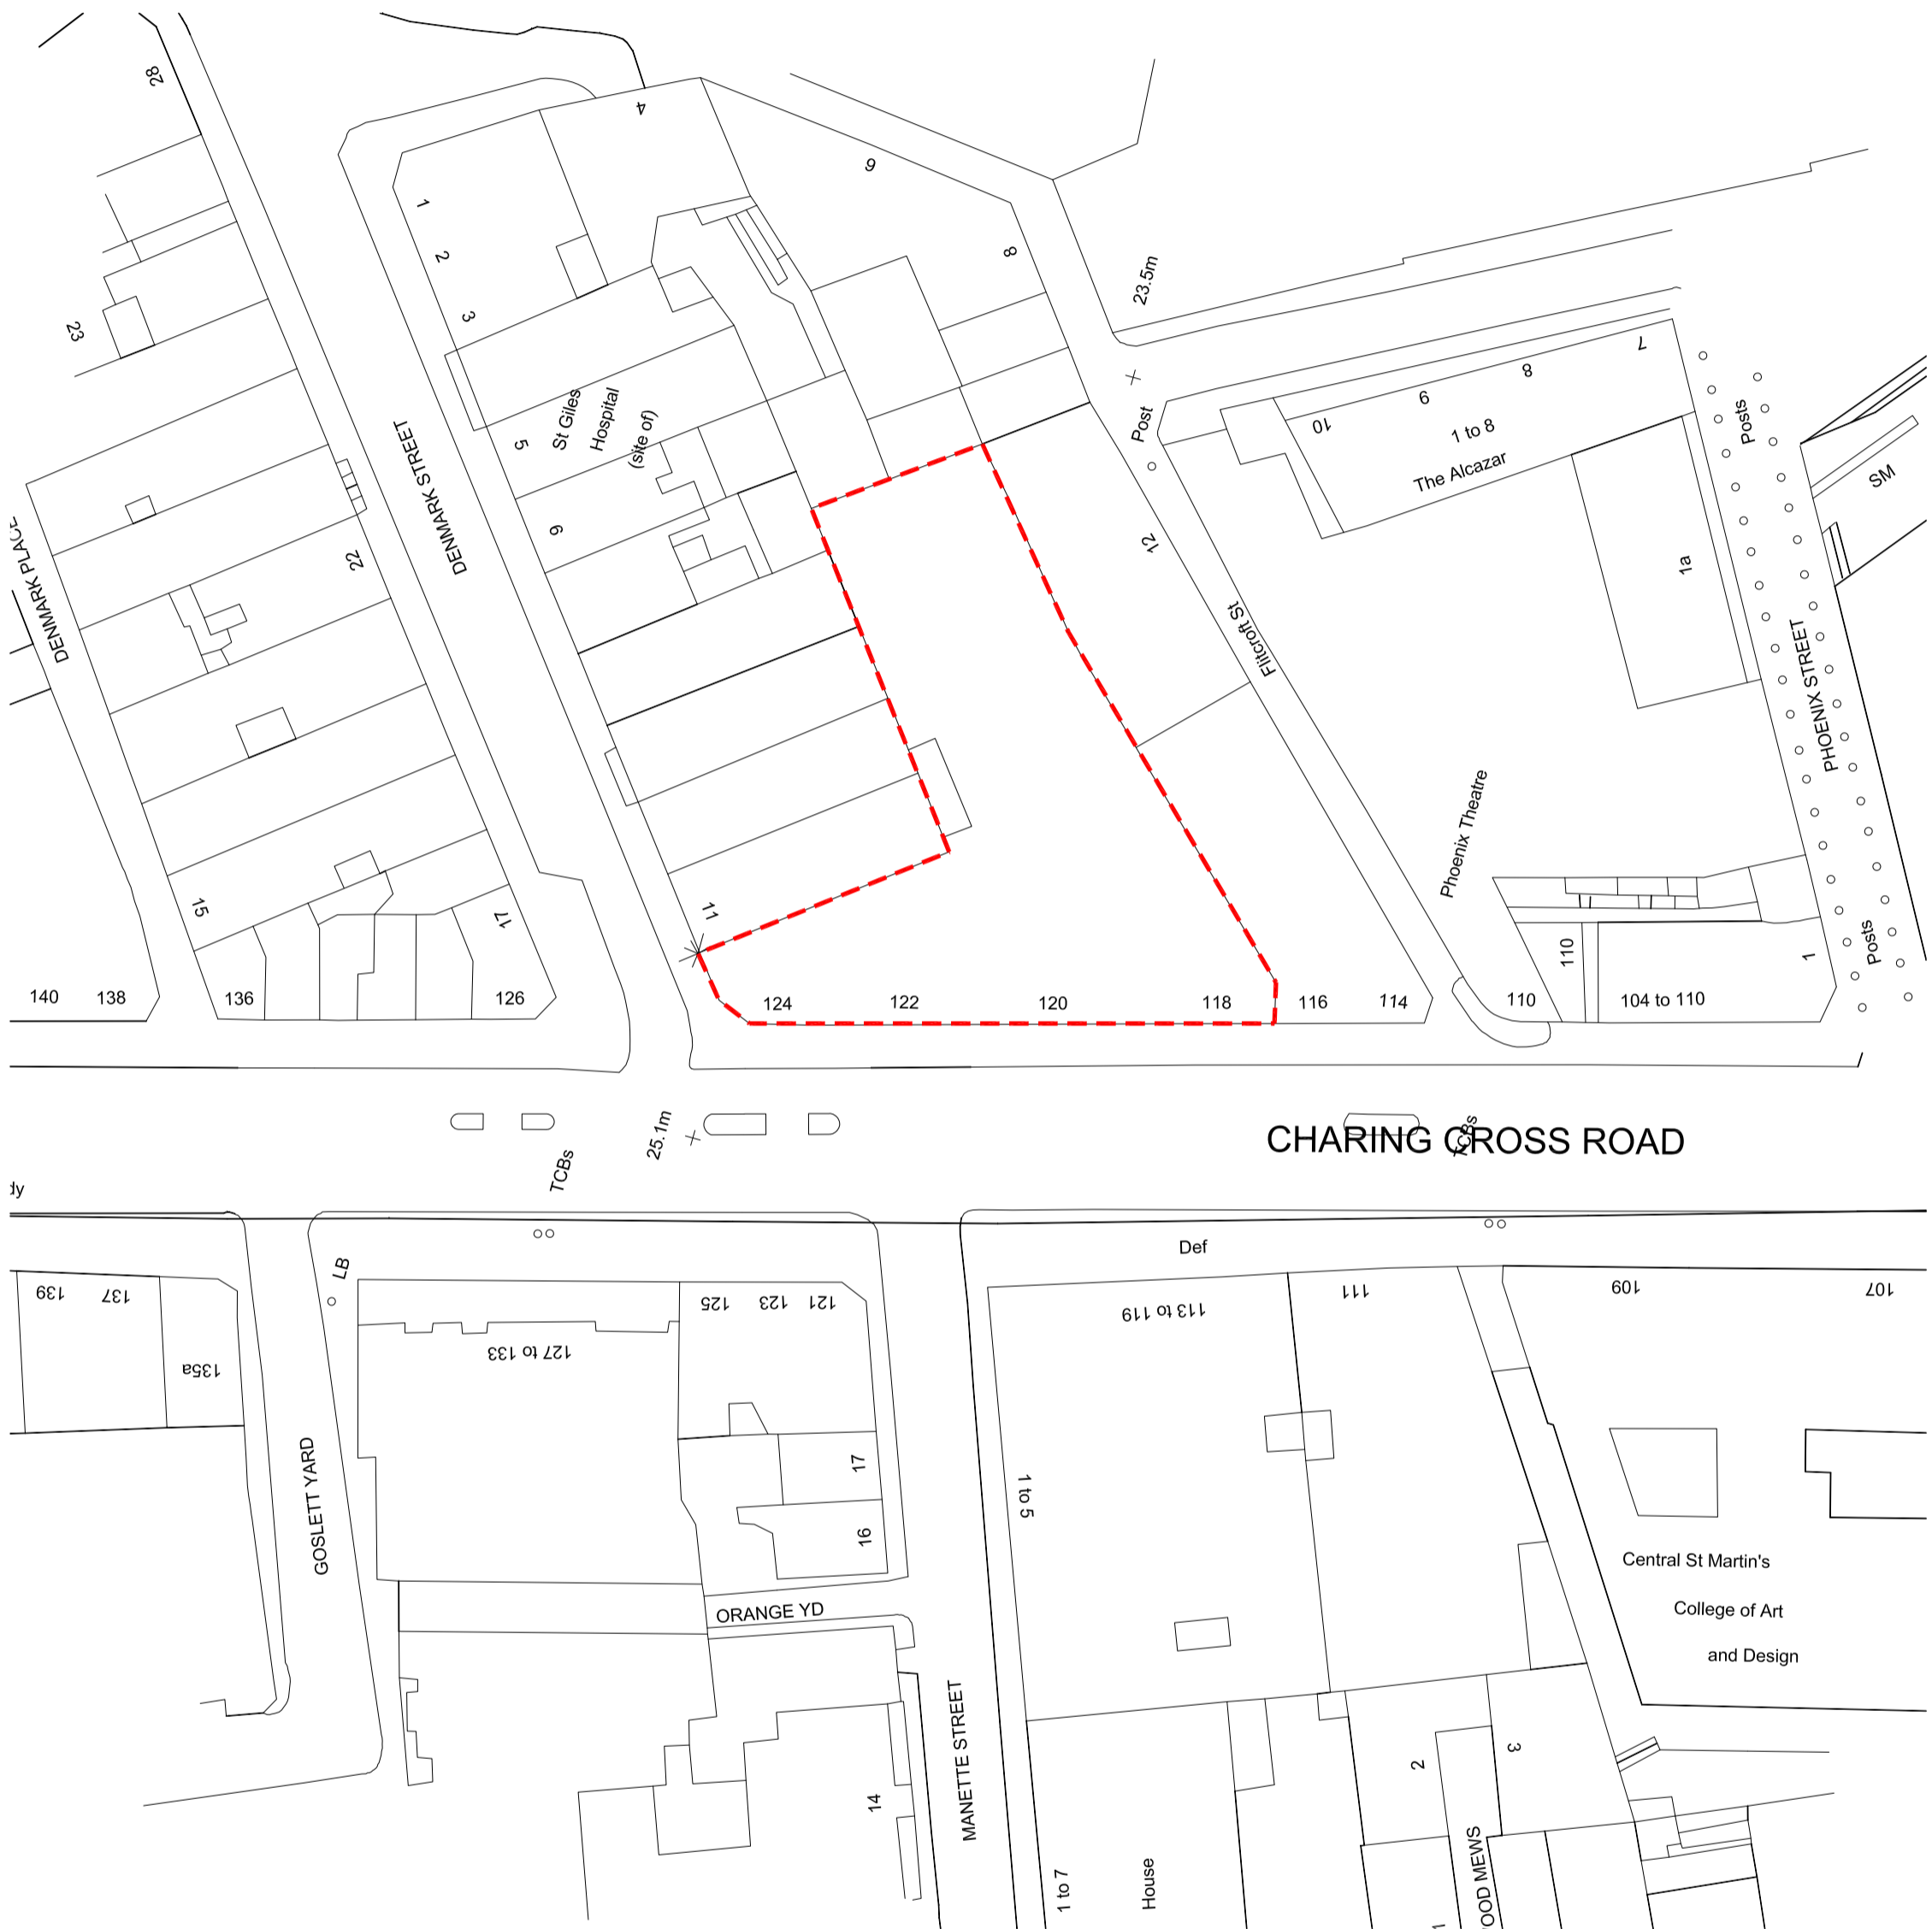 28
4
6
1
2
8
23.5m
3
23
7
8
9
10
1 to 8
The Alcazar
Post
Posts
SM
St Giles
Hospital
(site of)
5
DENMARK STREET
DENMARK PLACE
6
22
12
1a
Flitcroft St
PHOENIX STREET
Phoenix Theatre
15
17
11
110
1
Posts
140
138
136
126
124
122
120
118
116
114
110
104 to 110
25.1m
TCBs
CHARING CROSS ROAD
TCBs
dy
LB
Def
139
137
135a
127 to 133
125
123
121
113 to 119
111
109
107
GOSLETT YARD
17
16
1 to 5
ORANGE YD
Central St Martin's
College of Art
and Design
MANETTE STREET
14
2
3
1 to 7
House
OOD MEWS
1